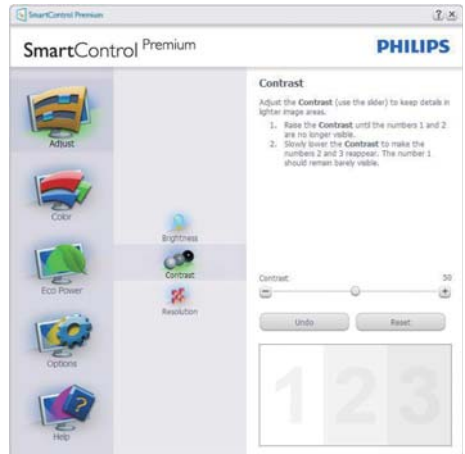 SmartControl Premium
SmartControl Premium
PHILIPS
Adjust
Color
Eco Power
Options
Help
Brightness
Contrast
Resolution
Contrast
Adjust the Contrast (use the slider) to keep details in
lighter image areas.
1. Raise the Contrast until the numbers 1 and 2
are no longer visible.
2. Slowly lower the Contrast to make the
numbers 2 and 3 reappear. The number 1
should remain barely visible.
Contrast: 50
Undo Reset
1 2 3